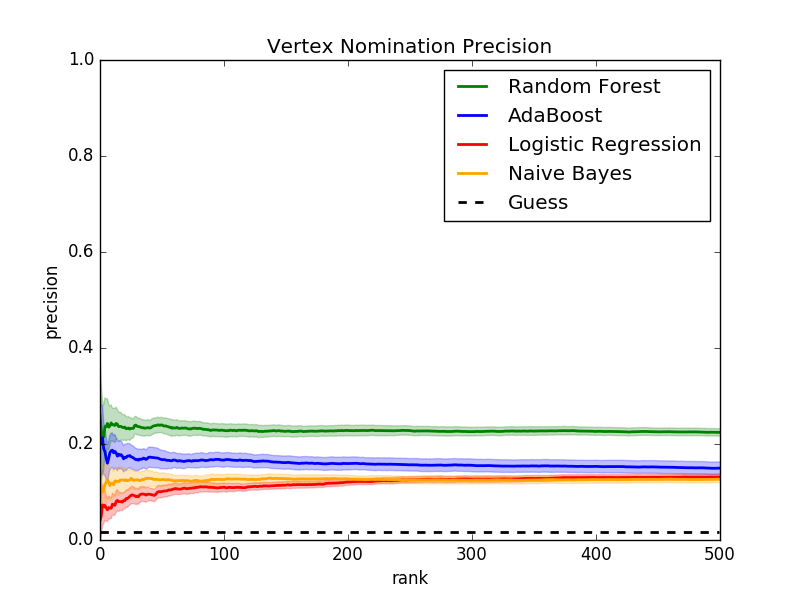 Vertex Nomination Precision
1.0
0.8
0.6
0.4
0.2
0.0
precision
Random Forest
AdaBoost
Logistic Regression
Naive Bayes
Guess
0 100 200 300 400 500
rank